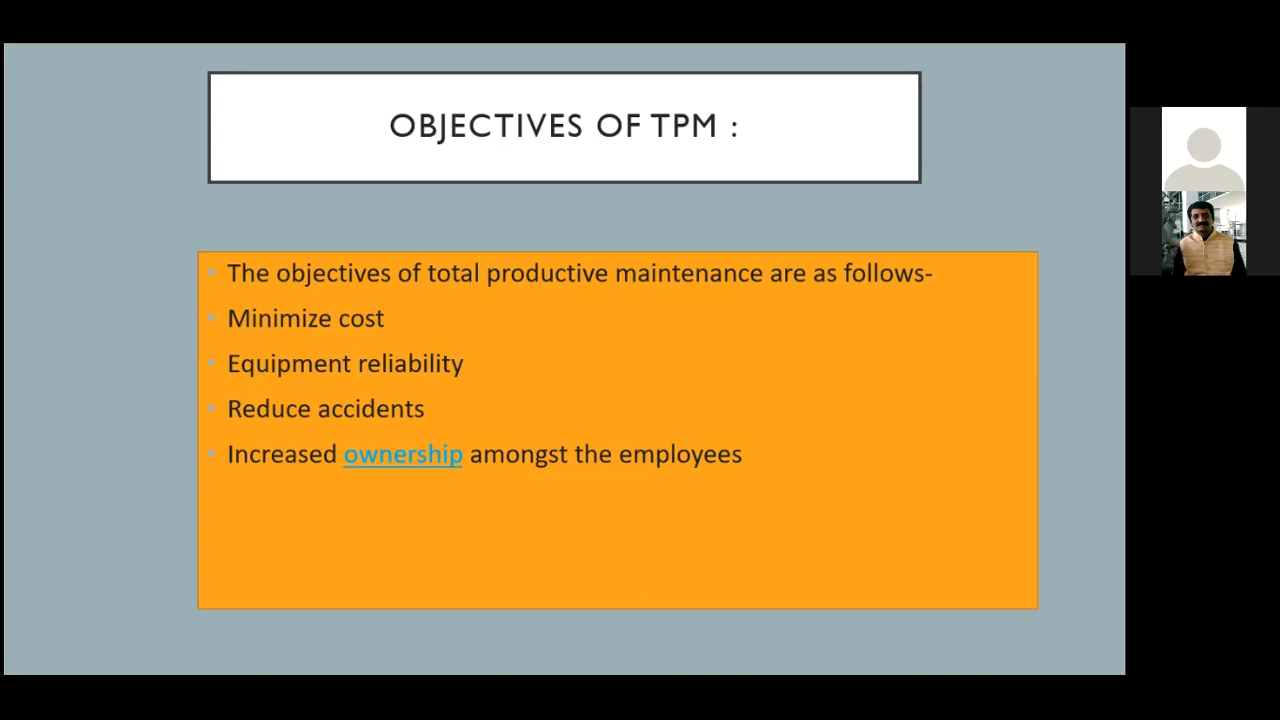 OBJECTIVES OF TPM :
• The objectives of total productive maintenance are as follows-
• Minimize cost
• Equipment reliability
• Reduce accidents
• Increased ownership amongst the employees